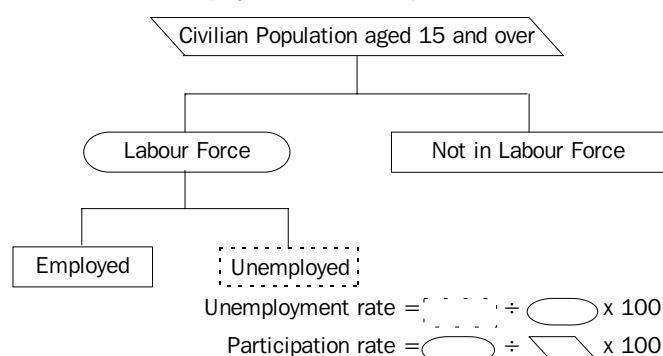 Civilian Population aged 15 and over
Labour Force
Not in Labour Force
Employed
Unemployed
Unemployment rate = ÷ x 100
Participation rate = ÷ x 100